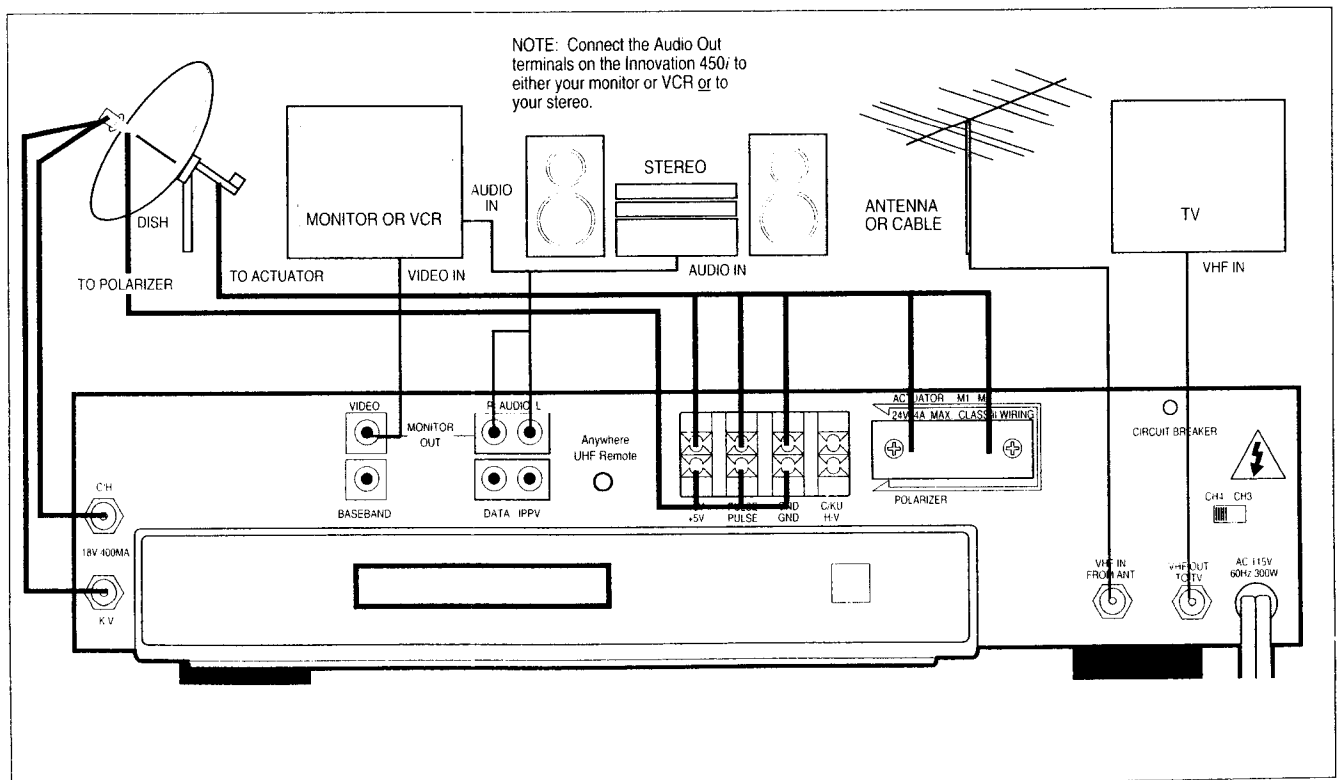 NOTE: Connect the Audio Out
terminals on the Innovation 450i to
either your monitor or VCR or to
your stereo.
DISH
MONITOR OR VCR
AUDIO
IN
STEREO
ANTENNA
OR CABLE
TV
TO POLARIZER
TO ACTUATOR
VIDEO IN
AUDIO IN
VHF IN
VIDEO
MONITOR
OUT
R AUDIO L
Anywhere
UHF Remote
ACTUATOR M1
24V 4A MAX. CLASS WIRING
CIRCUIT BREAKER
BASEBAND
DATA IPPV
PULSE
GND
C/KU
+5V
PULSE
GND
H-V
POLARIZER
CH4 CH3
C/H
18V 400MA
K.V
VHF IN
FROM ANT
VHF OUT
TO TV
AC 115V
60Hz 300W